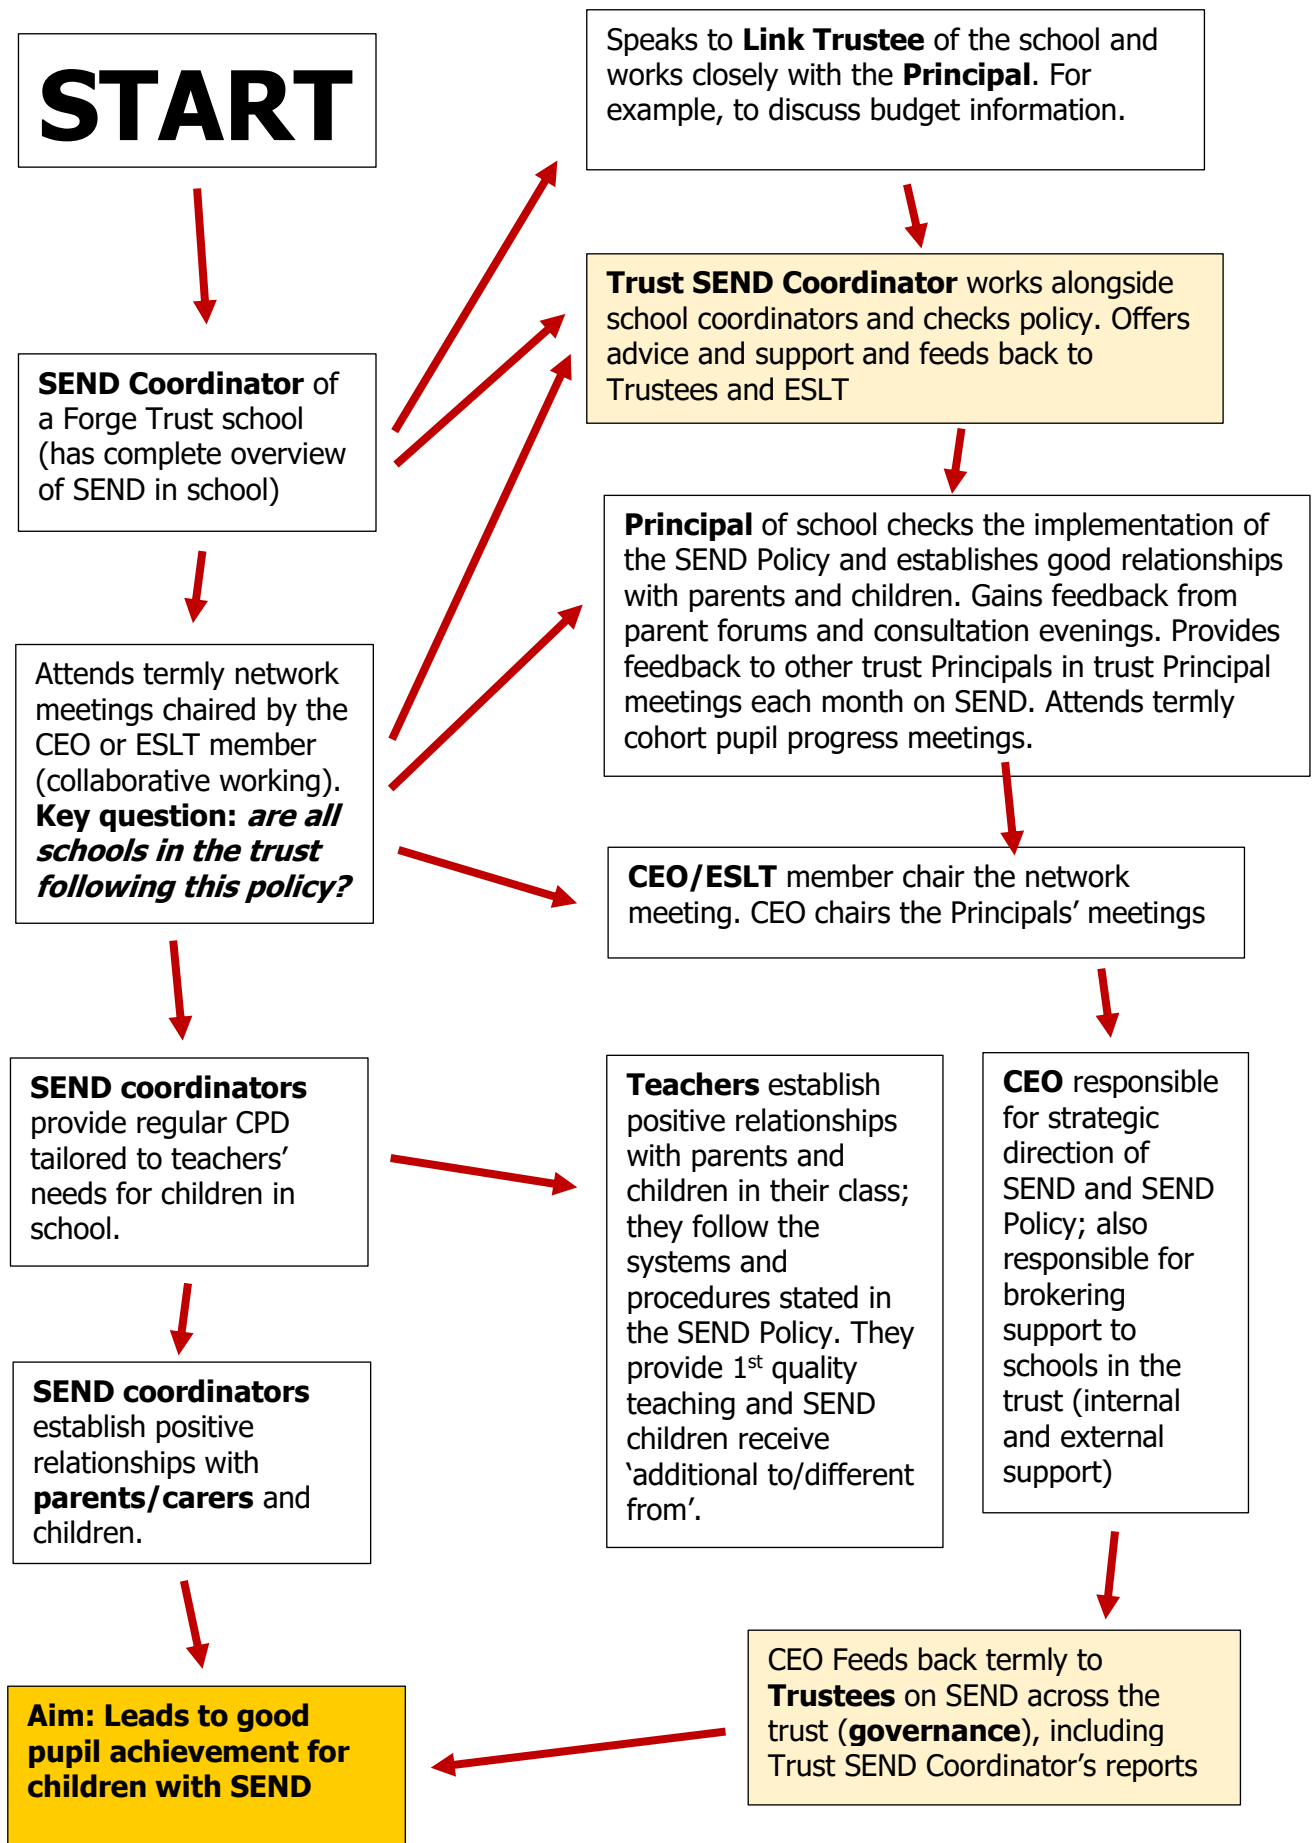 START
Speaks to Link Trustee of the school and
works closely with the Principal. For
example, to discuss budget information.
Trust SEND Coordinator works alongside
school coordinators and checks policy. Offers
advice and support and feeds back to
Trustees and ESLT
SEND Coordinator of
a Forge Trust school
(has complete overview
of SEND in school)
Principal of school checks the implementation of
the SEND Policy and establishes good relationships
with parents and children. Gains feedback from
parent forums and consultation evenings. Provides
feedback to other trust Principals in trust Principal
meetings each month on SEND. Attends termly
cohort pupil progress meetings.
Attends termly network
meetings chaired by the
CEO or ESLT member
(collaborative working).
Key question: are all
schools in the trust
following this policy?
CEO/ESLT member chair the network
meeting. CEO chairs the Principals’ meetings
SEND coordinators
provide regular CPD
tailored to teachers’
needs for children in
school.
Teachers establish
positive relationships
with parents and
children in their class;
they follow the
systems and
procedures stated in
the SEND Policy. They
provide 1st quality
teaching and SEND
children receive
‘additional to/different
from’.
CEO responsible
for strategic
direction of
SEND and SEND
Policy; also
responsible for
brokering
support to
schools in the
trust (internal
and external
support)
SEND coordinators
establish positive
relationships with
parents/carers and
children.
CEO Feeds back termly to
Trustees on SEND across the
trust (governance), including
Trust SEND Coordinator’s reports
Aim: Leads to good
pupil achievement for
children with SEND